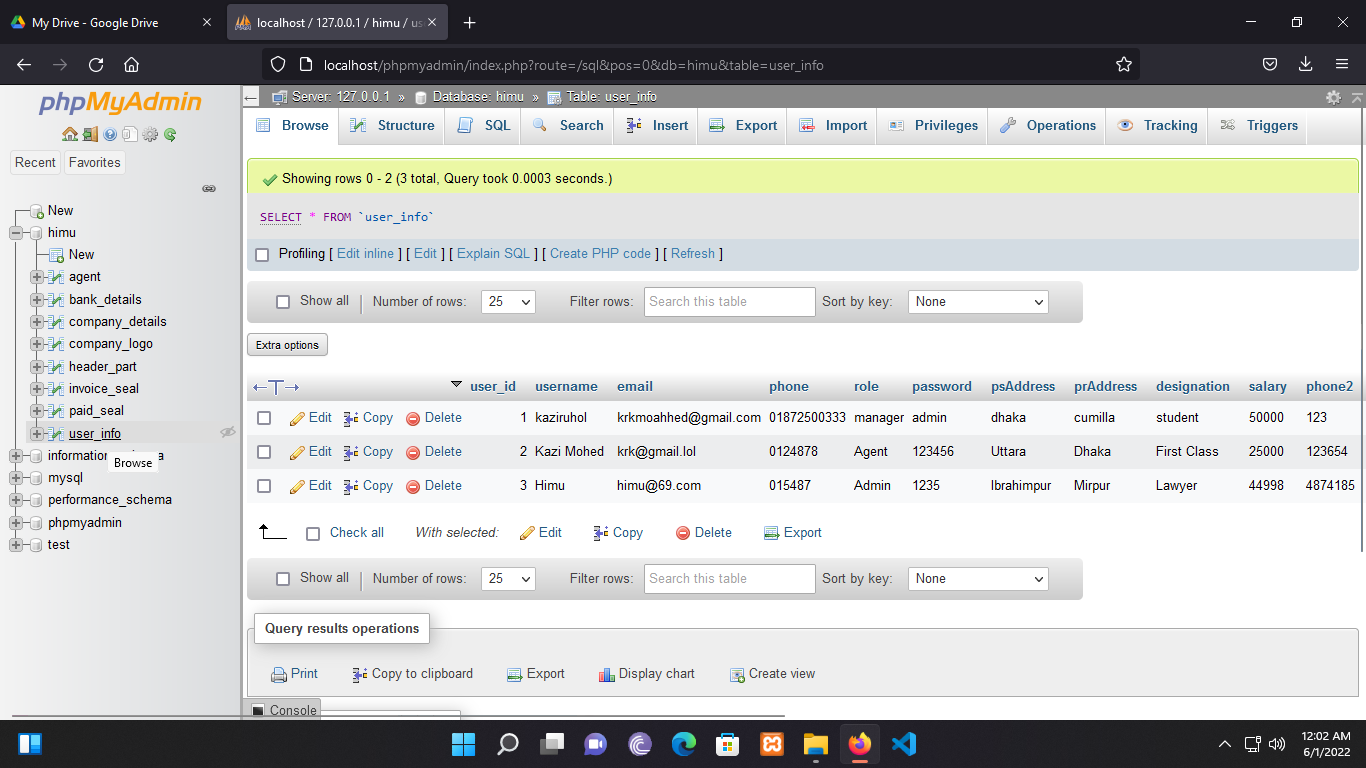 My Drive - Google Drive
localhost / 127.0.0.1 / himu / us
localhost/phpmyadmin/index.php?route=/sql&pos=0&db=himu&table=user_info
phpMyAdmin
Recent Favorites
New
himu
New
agent
bank_details
company_details
company_logo
header_part
invoice_seal
paid_seal
user_info
Browse
mysql
performance_schema
phpmyadmin
test
Server: 127.0.0.1 » Database: himu » Table: user_info
Browse Structure SQL Search Insert Export Import Privileges Operations Tracking Triggers
Showing rows 0 - 2 (3 total, Query took 0.0003 seconds.)
SELECT * FROM `user_info`
Profiling [ Edit inline ] [ Edit ] [ Explain SQL ] [ Create PHP code ] [ Refresh ]
Show all Number of rows: 25 Filter rows: Search this table Sort by key: None
Extra options
←T→ user_id username email phone role password psAddress prAddress designation salary phone2
Edit Copy Delete 1 kaziruhol krkmoahhed@gmail.com 01872500333 manager admin dhaka cumilla student 50000 123
Edit Copy Delete 2 Kazi Mohed krk@gmail.lol 0124878 Agent 123456 Uttara Dhaka First Class 25000 123654
Edit Copy Delete 3 Himu himu@69.com 015487 Admin 1235 Ibrahimpur Mirpur Lawyer 44998 4874185
Check all With selected: Edit Copy Delete Export
Show all Number of rows: 25 Filter rows: Search this table Sort by key: None
Query results operations
Print Copy to clipboard Export Display chart Create view
Console
12:02 AM
6/1/2022